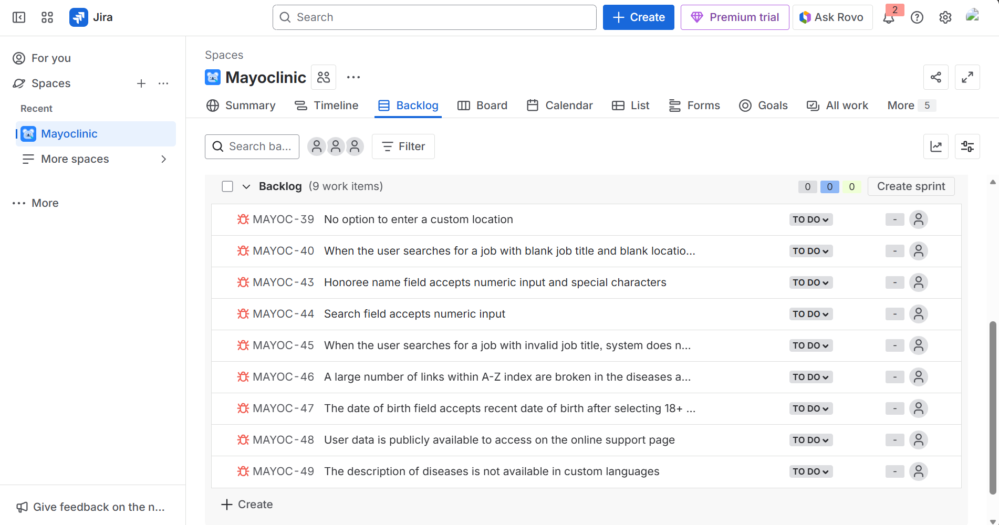 Jira
Search
Create
Premium trial
Ask Rovo
2
For you
Spaces
Recent
Mayoclinic
More spaces
More
Give feedback on the n...
Spaces
Mayoclinic
Summary
Timeline
Backlog
Board
Calendar
List
Forms
Goals
All work
More 5
Search ba...
Filter
Backlog (9 work items)
0 0 0
Create sprint
MAYOC-39 No option to enter a custom location TO DO -
MAYOC-40 When the user searches for a job with blank job title and blank locatio... TO DO -
MAYOC-43 Honoree name field accepts numeric input and special characters TO DO -
MAYOC-44 Search field accepts numeric input TO DO -
MAYOC-45 When the user searches for a job with invalid job title, system does n... TO DO -
MAYOC-46 A large number of links within A-Z index are broken in the diseases a... TO DO -
MAYOC-47 The date of birth field accepts recent date of birth after selecting 18+ ... TO DO -
MAYOC-48 User data is publicly available to access on the online support page TO DO -
MAYOC-49 The description of diseases is not available in custom languages TO DO -
Create